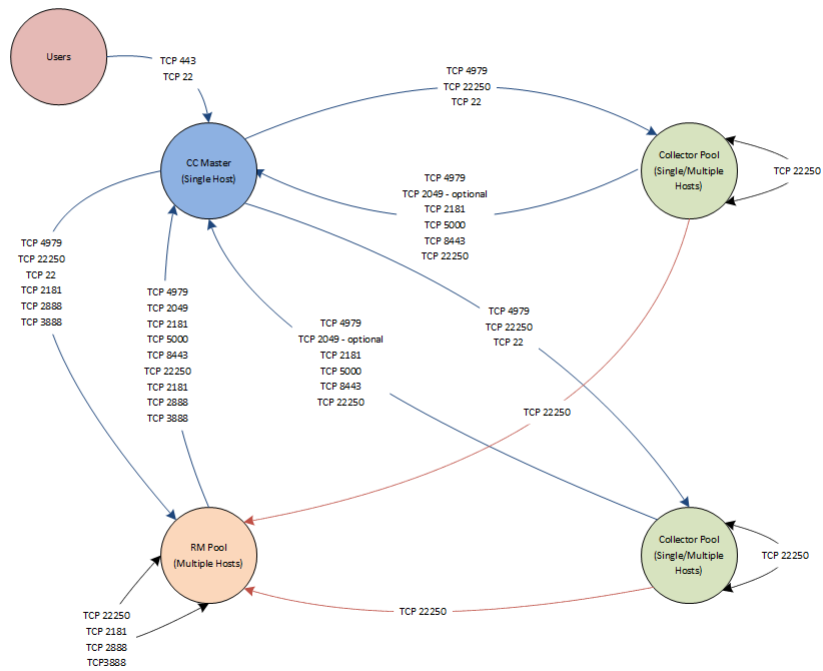 Users
TCP 443
TCP 22
TCP 4979
TCP 22250
TCP 22
CC Master
(Single Host)
Collector Pool
(Single/Multiple
Hosts)
TCP 22250
TCP 4979
TCP 2049 - optional
TCP 2181
TCP 5000
TCP 8443
TCP 22250
TCP 4979
TCP 22250
TCP 22
TCP 2181
TCP 2888
TCP 3888
TCP 4979
TCP 2049
TCP 2181
TCP 5000
TCP 8443
TCP 22250
TCP 2181
TCP 2888
TCP 3888
TCP 4979
TCP 2049 - optional
TCP 2181
TCP 5000
TCP 8443
TCP 22250
TCP 4979
TCP 22250
TCP 22
TCP 22250
RM Pool
(Multiple Hosts)
Collector Pool
(Single/Multiple
Hosts)
TCP 22250
TCP 22250
TCP 22250
TCP 2181
TCP 2888
TCP3888